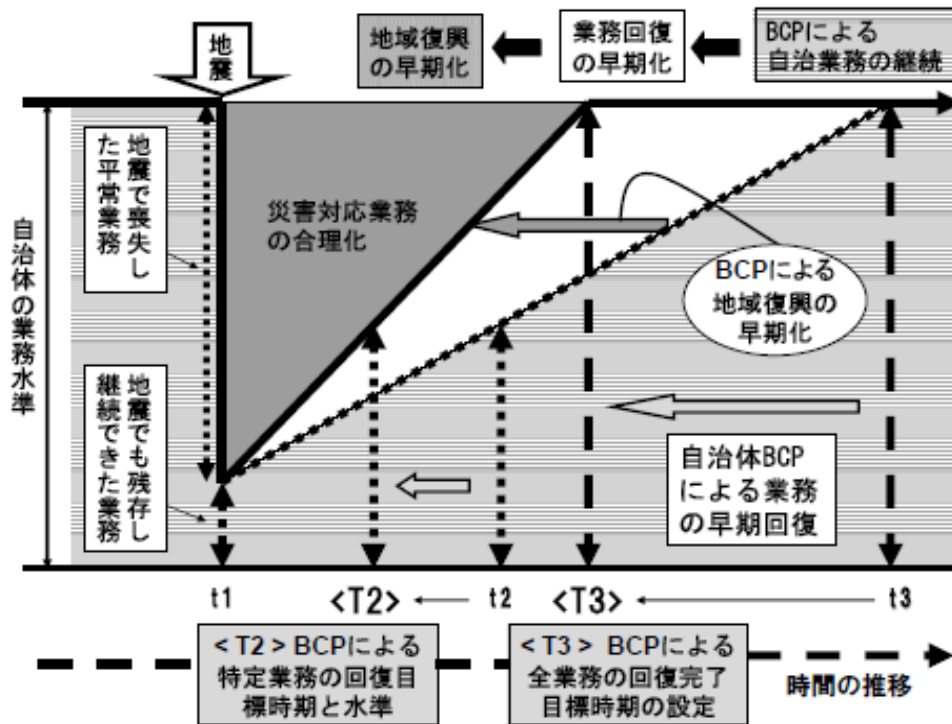 地震
地域復興
の早期化
業務回復
の早期化
BCPによる
自治業務の継続
自治体の業務水準
地震で喪失し
た平常業務
災害対応業務
の合理化
BCPによる
地域復興の
早期化
地震でも残存し
継続できた業務
自治体BCP
による業務
の早期回復
t1
<T2>
t2
<T3>
t3
<T2>BCPによる
特定業務の回復目
標時期と水準
<T3> BCPによる
全業務の回復完了
目標時期の設定
時間の推移